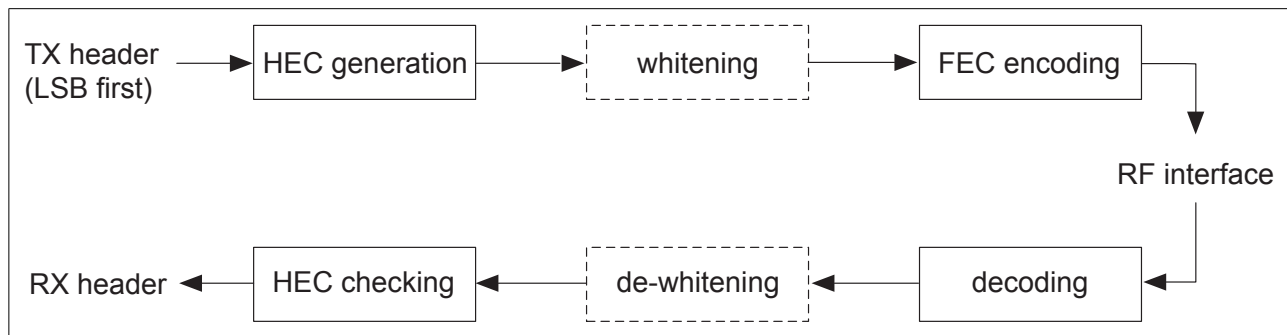 TX header
(LSB first)
HEC generation
whitening
FEC encoding
RF interface
RX header
HEC checking
de-whitening
decoding